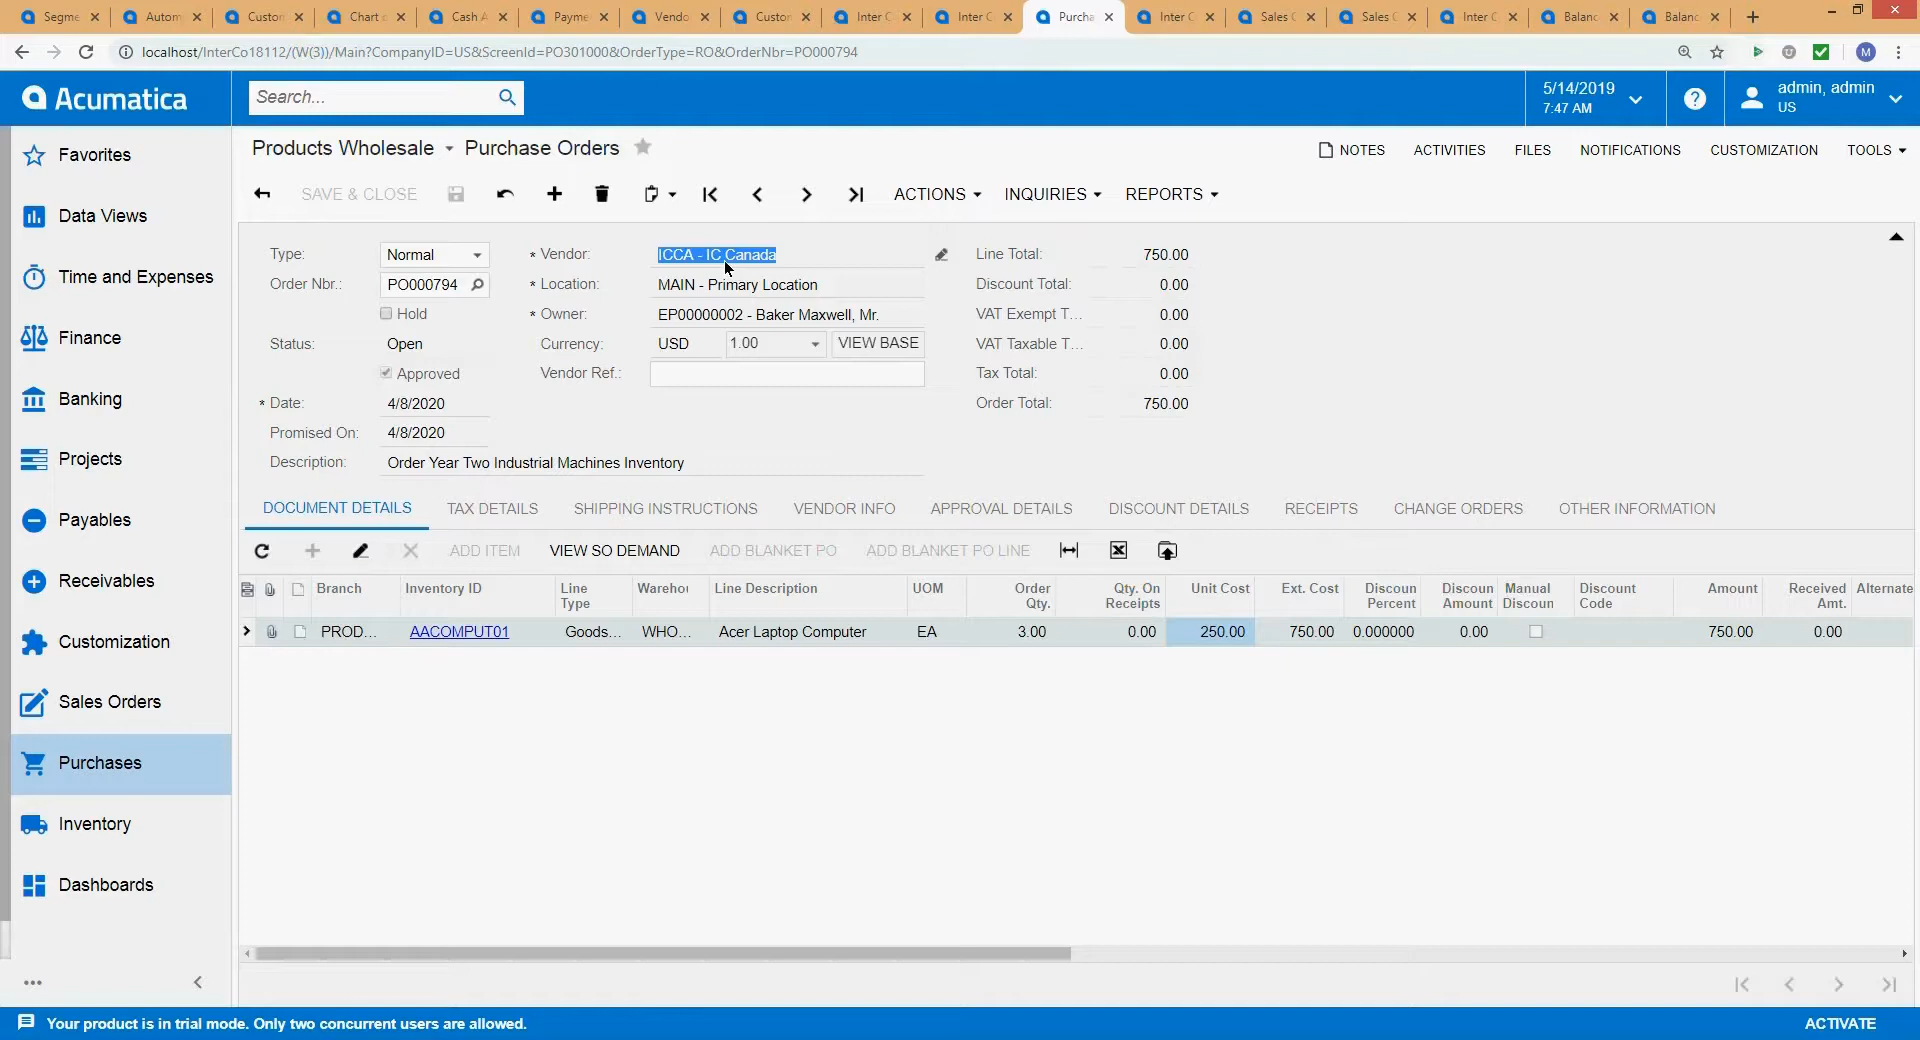 Segme
Autom
Custon
Chart o
Cash A
Payme
Vendo
Custon
Inter C
Inter C
Purcha
Inter C
Sales C
Sales C
Inter C
Balanc
Balanc
localhost/InterCo18112/(W(3))/Main?CompanyID=US&ScreenId=PO301000&OrderType=RO&OrderNbr=PO000794
M
Acumatica
Search...
5/14/2019
7:47 AM
admin, admin
US
Favorites
Data Views
Time and Expenses
Finance
Banking
Projects
Payables
Receivables
Customization
Sales Orders
Purchases
Inventory
Dashboards
Products Wholesale Purchase Orders
NOTES ACTIVITIES FILES NOTIFICATIONS CUSTOMIZATION TOOLS
SAVE & CLOSE ACTIONS INQUIRIES REPORTS
Type: Normal * Vendor: ICCA - IC Canada Line Total: 750.00
Order Nbr.: PO000794 * Location: MAIN - Primary Location Discount Total: 0.00
Hold * Owner: EP00000002 - Baker Maxwell, Mr. VAT Exempt T... 0.00
Status: Open Currency: USD 1.00 VIEW BASE VAT Taxable T... 0.00
Approved Vendor Ref.: Tax Total: 0.00
* Date: 4/8/2020 Order Total: 750.00
Promised On: 4/8/2020
Description: Order Year Two Industrial Machines Inventory
DOCUMENT DETAILS TAX DETAILS SHIPPING INSTRUCTIONS VENDOR INFO APPROVAL DETAILS DISCOUNT DETAILS RECEIPTS CHANGE ORDERS OTHER INFORMATION
ADD ITEM VIEW SO DEMAND ADD BLANKET PO ADD BLANKET PO LINE
Branch Inventory ID Line Type Warehou Line Description UOM Order Qty. Qty. On Receipts Unit Cost Ext. Cost Discoun Percent Discoun Amount Manual Discoun Discount Code Amount Received Amt. Alternate
PROD... AACOMPUT01 Goods... WHO... Acer Laptop Computer EA 3.00 0.00 250.00 750.00 0.000000 0.00 750.00 0.00
Your product is in trial mode. Only two concurrent users are allowed.
ACTIVATE